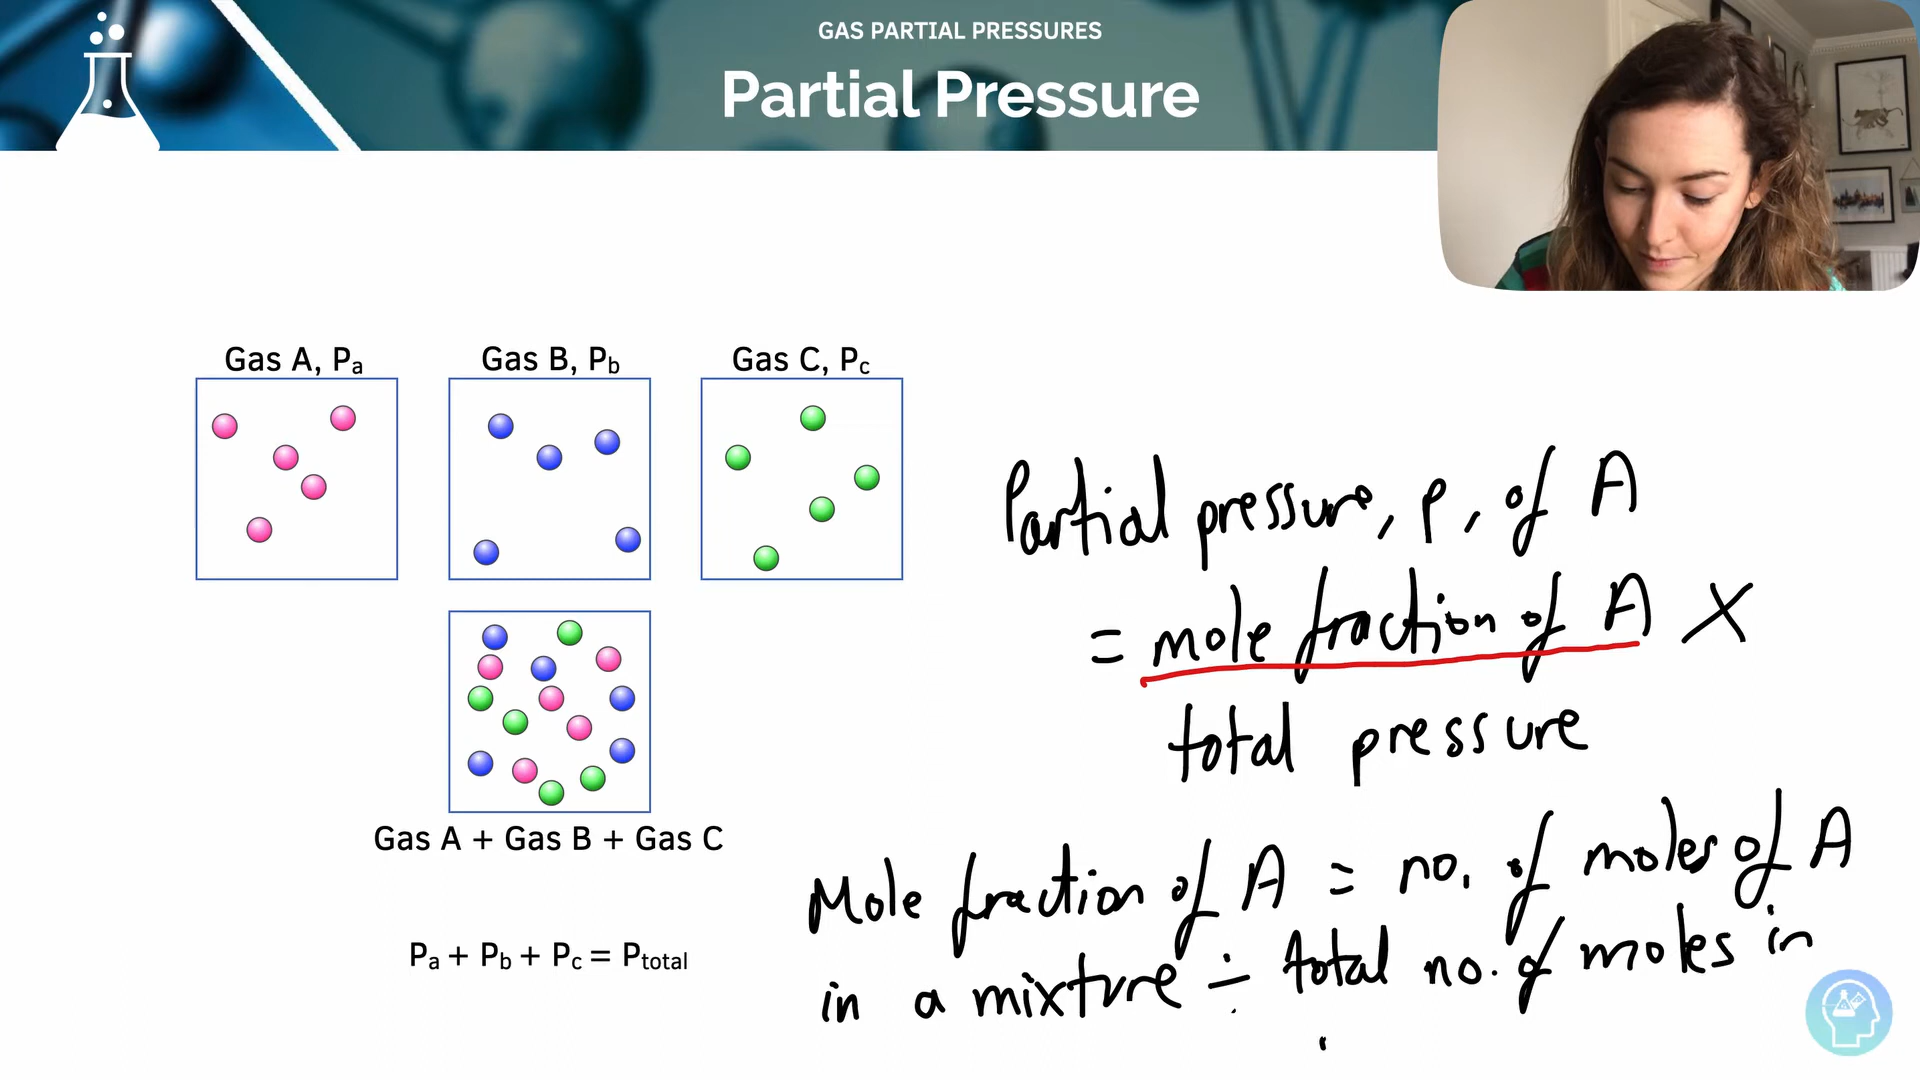 GAS PARTIAL PRESSURES
Partial Pressure
Gas A, Pa
Gas B, Pb
Gas C, Pc
Gas A + Gas B + Gas C
Pa + Pb + Pc = Ptotal
Partial pressure, p, of A
= mole fraction of A X
total pressure
Mole fraction of A = no. of moles of A
in a mixture ÷ total no. of moles in